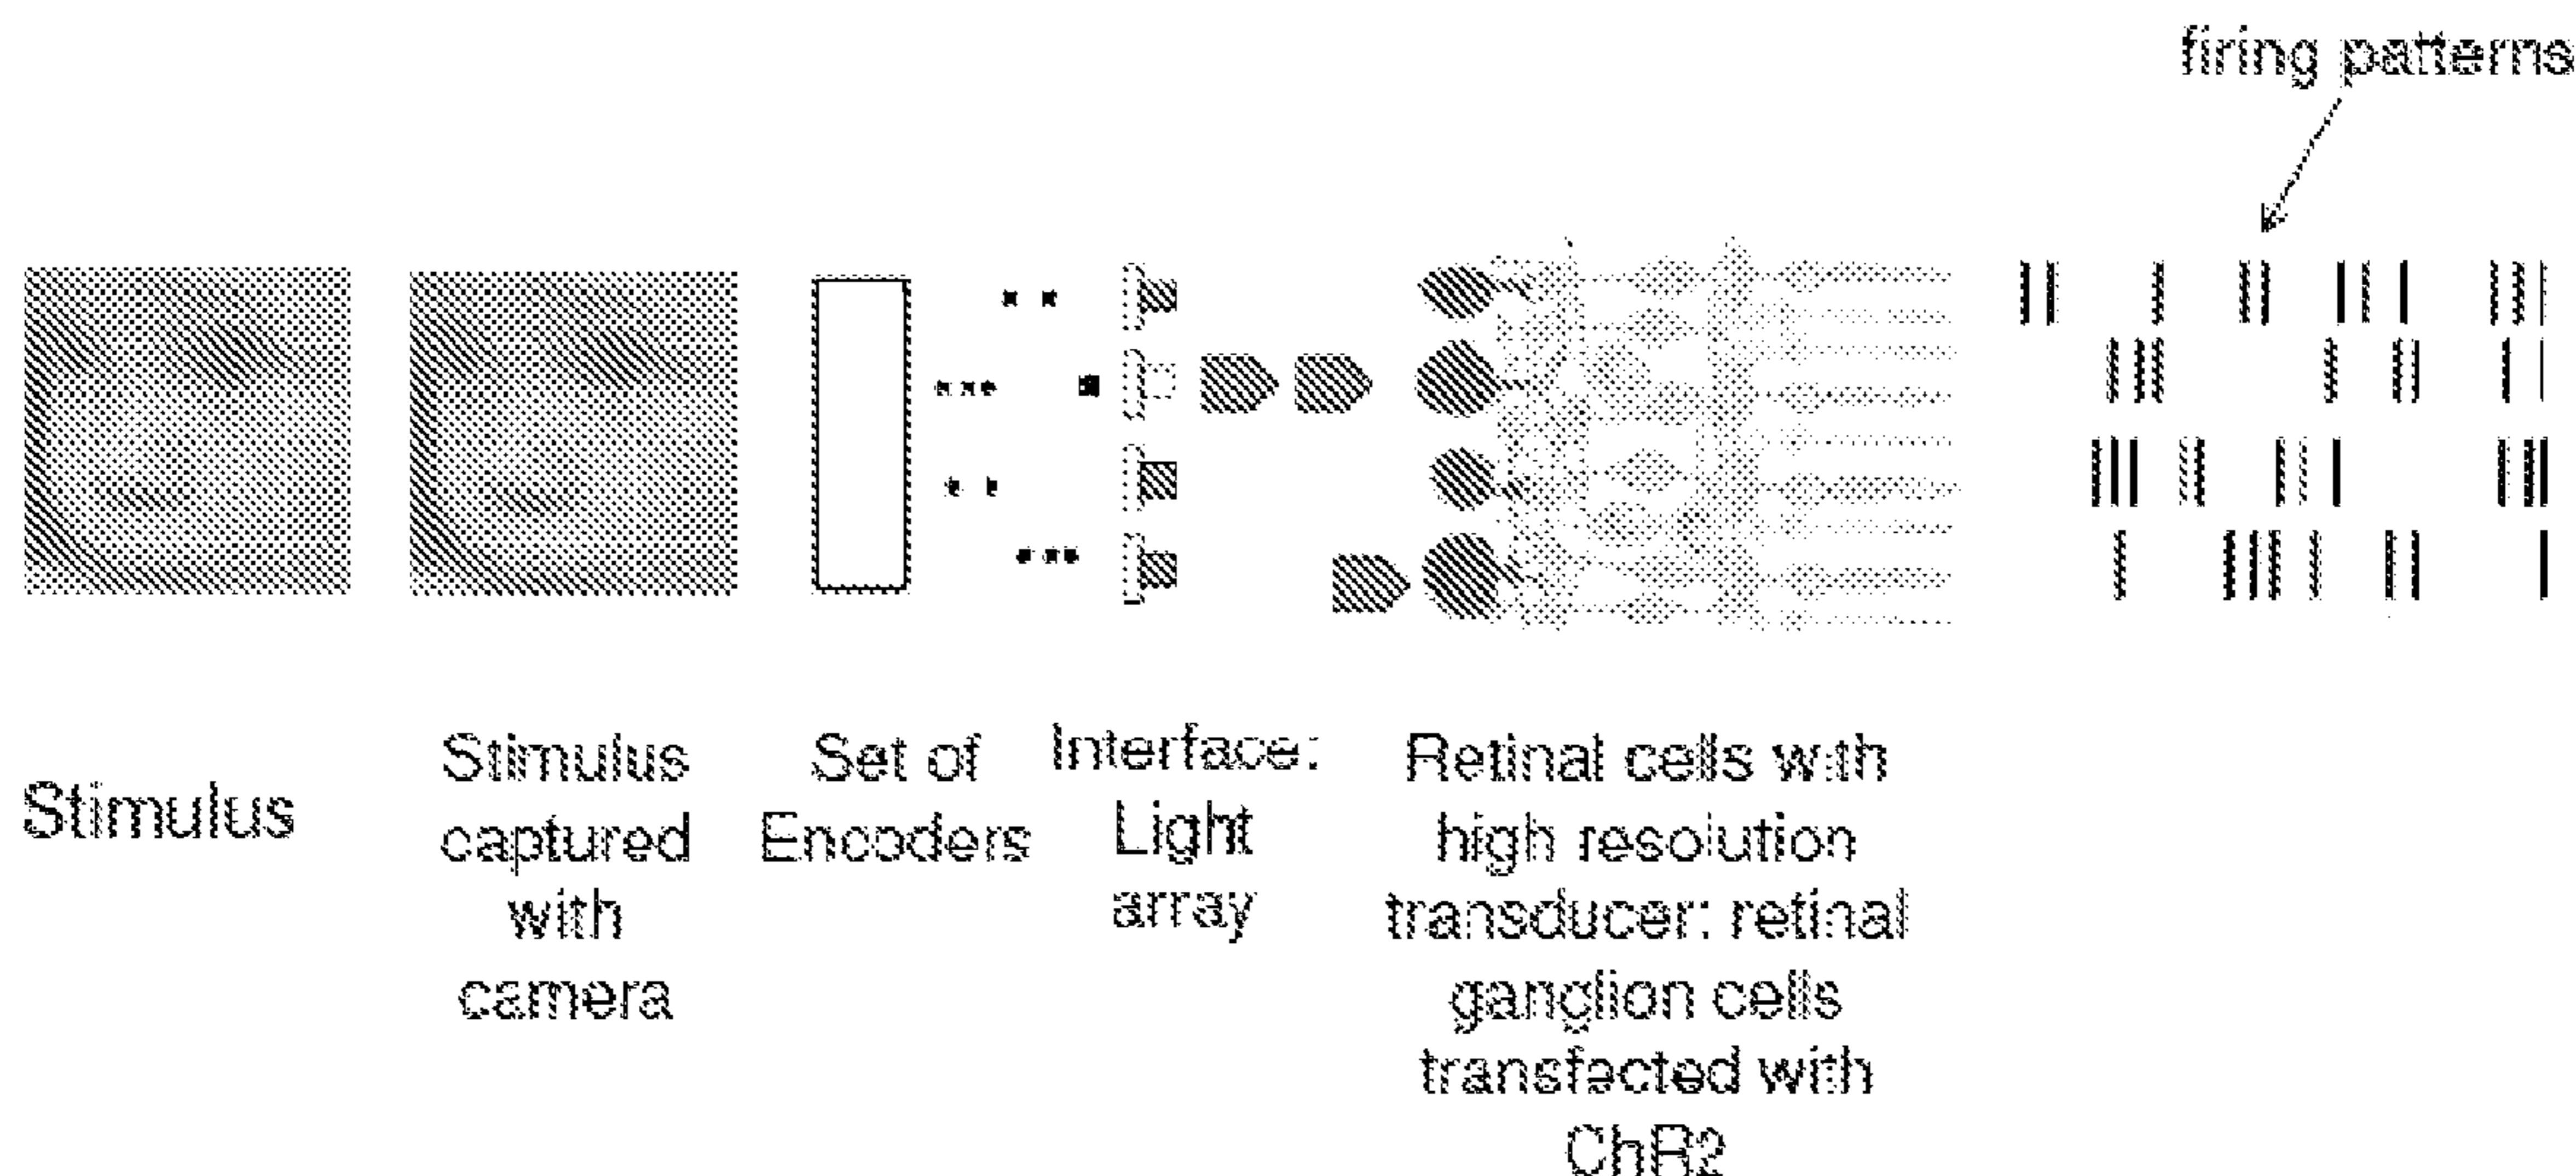 firing patterns
Stimulus
Stimulus
captured
with
camera
Set of
Encoders
Interface:
Light
array
Retinal cells with
high resolution
transducer: retinal
ganglion cells
transfected with
ChR2